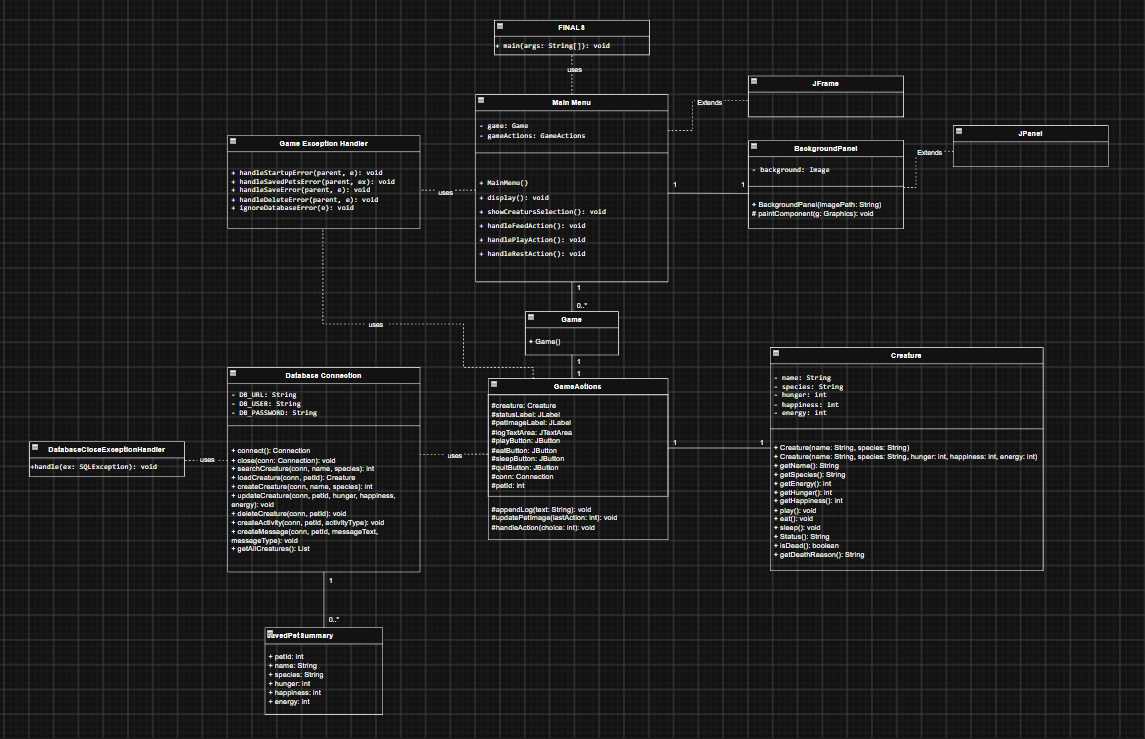 FINALS
+ main(args: String[]): void
uses
Main Menu
- game: Game
- gameActions: GameActions
+ MainMenu()
+ display(): void
+ showCreatursSelection(): void
+ handleFeedAction(): void
+ handlePlayAction(): void
+ handleRestAction(): void
Extends
JFrame
JPanel
Extends
BackgroundPanel
- background: Image
+ BackgroundPanel(imagePath: String)
# paintComponent(g: Graphics): void
1
1
Game Exception Handler
+ handleStartupError(parent, e): void
+ handleSavedPetsError(parent, ex): void
+ handleSaveError(parent, e): void
+ handleDeleteError(parent, e): void
+ ignoreDatabaseError(e): void
uses
uses
1
0..*
Game
+ Game()
1
1
GameActions
#creature: Creature
#statusLabel: JLabel
#petImageLabel: JLabel
#logTextArea: JTextArea
#playButton: JButton
#eatButton: JButton
#sleepButton: JButton
#quitButton: JButton
#conn: Connection
#petId: int
#appendLog(text: String): void
#updatePetImage(lastAction: int): void
#handleAction(choice: int): void
1
1
Creature
- name: String
- species: String
- hunger: int
- happiness: int
- energy: int
+ Creature(name: String, species: String)
+ Creature(name: String, species: String, hunger: int, happiness: int, energy: int)
+ getName(): String
+ getSpecies(): String
+ getEnergy(): int
+ getHunger(): int
+ getHappiness(): int
+ play(): void
+ eat(): void
+ sleep(): void
+ Status(): String
+ isDead(): boolean
+ getDeathReason(): String
Database Connection
- DB_URL: String
- DB_USER: String
- DB_PASSWORD: String
+ connect(): Connection
+ close(conn: Connection): void
+ searchCreature(conn, name, species): int
+ loadCreature(conn, petId): Creature
+ createCreature(conn, name, species): int
+ updateCreature(conn, petId, hunger, happiness,
energy): void
+ deleteCreature(conn, petId): void
+ createActivity(conn, petId, activityType): void
+ createMessage(conn, petId, messageText,
messageType): void
+ getAllCreatures(): List
uses
DatabaseCloseExceptionHandler
+handle(ex: SQLException): void
uses
1
0..*
SavedPetSummary
+ petId: int
+ name: String
+ species: String
+ hunger: int
+ happiness: int
+ energy: int